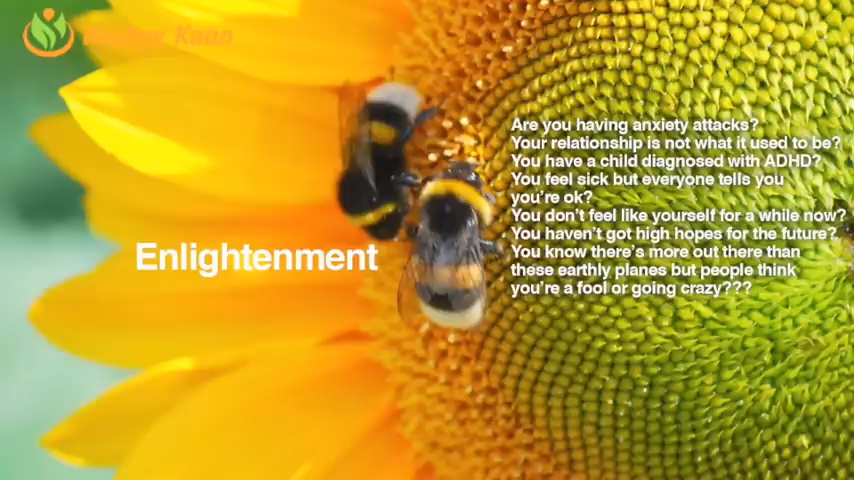 Kuan
Enlightenment
Are you having anxiety attacks?
Your relationship is not what it used to be?
You have a child diagnosed with ADHD?
You feel sick but everyone tells you
you're ok?
You don't feel like yourself for a while now?
You haven't got high hopes for the future?
You know there's more out there than
these earthly planes but people think
you're a fool or going crazy???